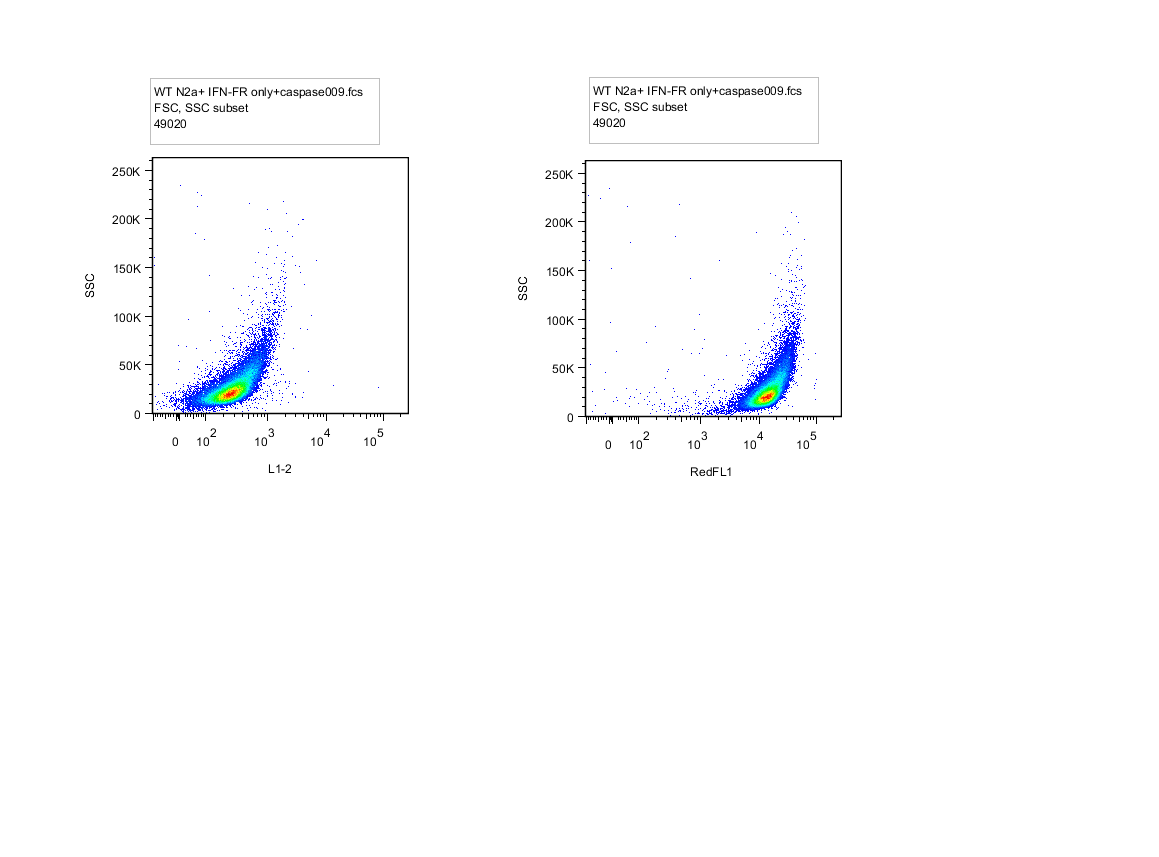 WT N2a+ IFN-FR only+caspase009.fcs
FSC, SSC subset
49020
250K
200K
150K
100K
50K
0
SSC
0 10^2 10^3 10^4 10^5
L1-2
WT N2a+ IFN-FR only+caspase009.fcs
FSC, SSC subset
49020
250K
200K
150K
100K
50K
0
SSC
0 10^2 10^3 10^4 10^5
RedFL1